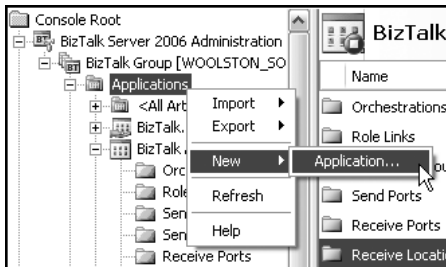 Console Root
BizTalk Server 2006 Administration
BizTalk Group [WOOLSTON_SO
Applications
<All Art
BizTalk.
BizTalk
Orc
Role
Sen
Sen
Receive Ports
Import
Export
New
Refresh
Help
Application...
BizTalk
Name
Orchestrations
Role Links
Send Ports
Receive Ports
Receive Locati